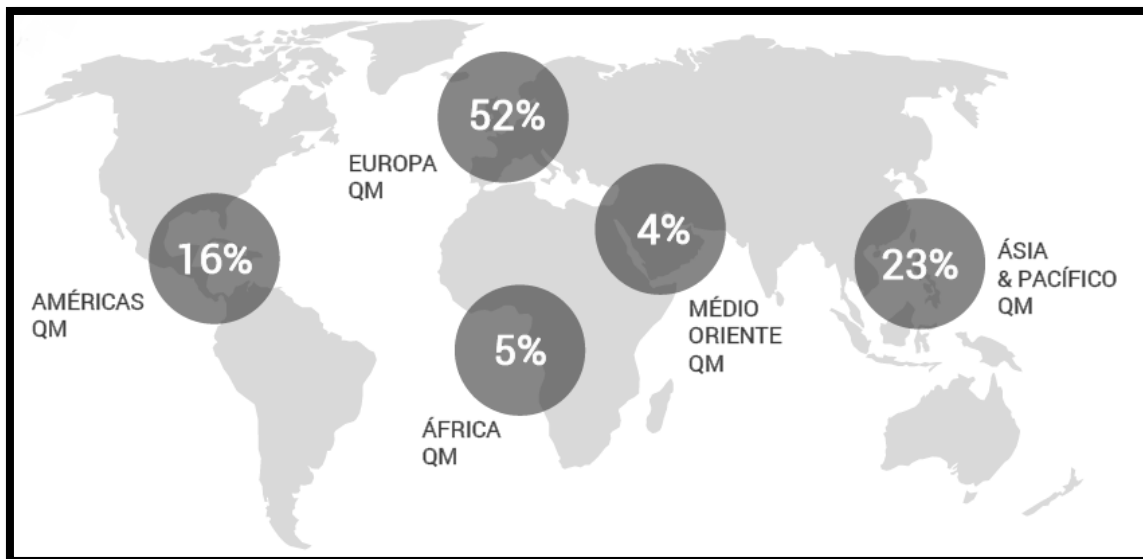 52%
EUROPA
QM
16%
AMÉRICAS
QM
4%
MÉDIO
ORIENTE
QM
23%
ÁSIA
& PACÍFICO
QM
5%
ÁFRICA
QM